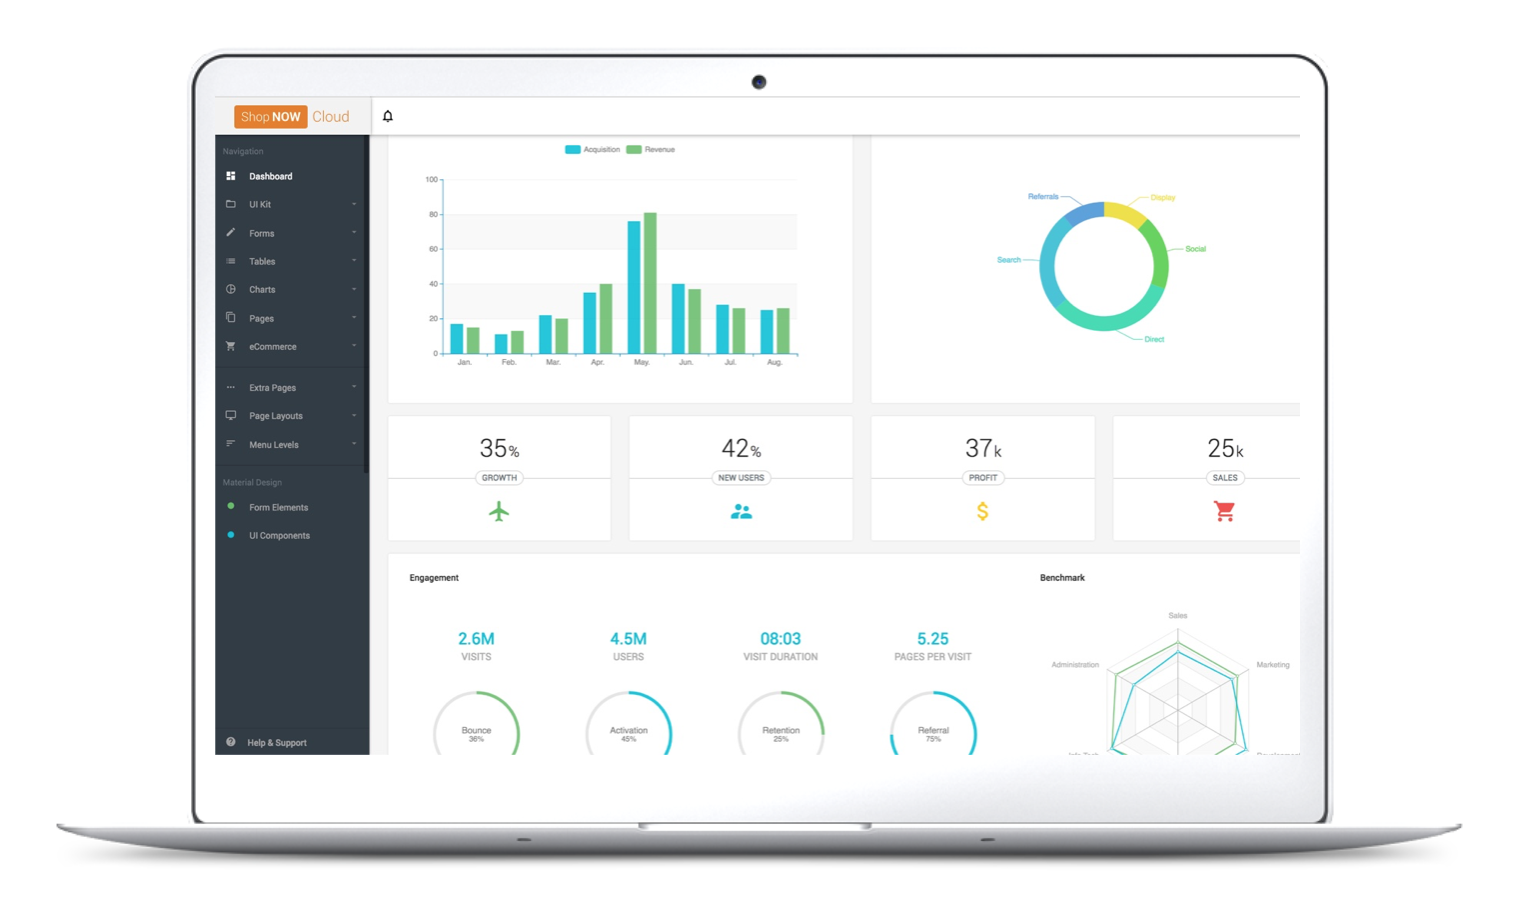 Shop NOW Cloud
Navigation
Dashboard
UI Kit
Forms
Tables
Charts
Pages
eCommerce
Extra Pages
Page Layouts
Menu Levels
Material Design
Form Elements
UI Components
Help & Support
Acquisition Revenue
100
80
60
40
20
0
Jan. Feb. Mar. Apr. May. Jun. Jul. Aug.
Referrals
Display
Social
Search
Direct
35%
GROWTH
42%
NEW USERS
37k
PROFIT
25k
SALES
Engagement
2.6M
VISITS
4.5M
USERS
08:03
VISIT DURATION
5.25
PAGES PER VISIT
Bounce
36%
Activation
45%
Retention
25%
Referral
75%
Benchmark
Sales
Administration
Marketing